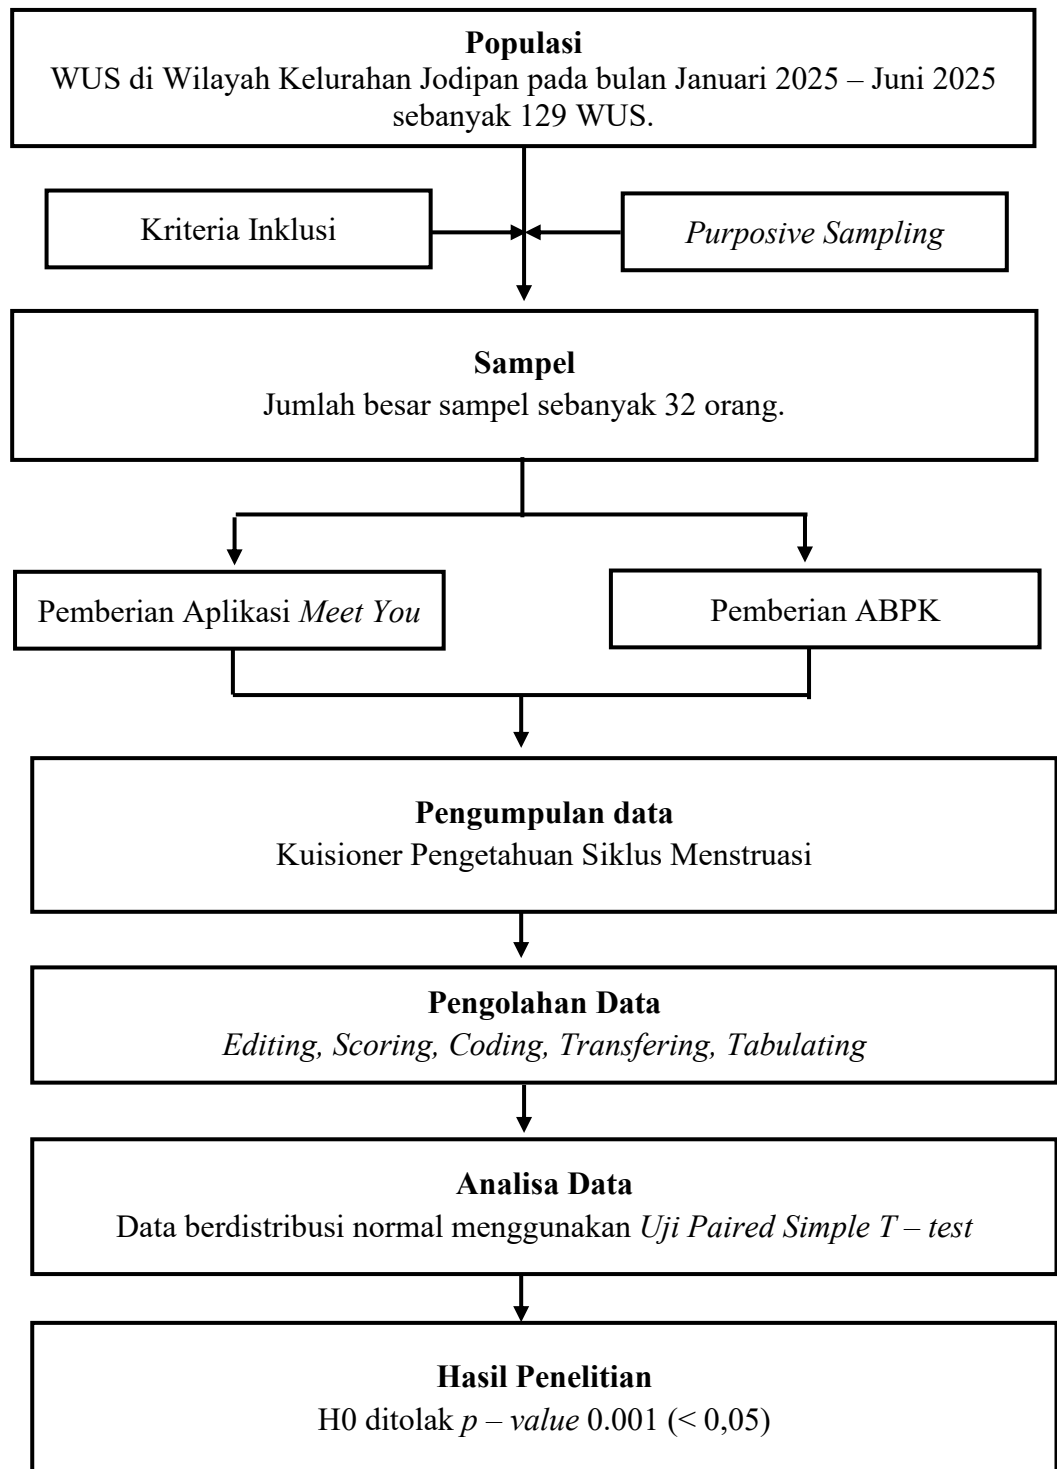 Populasi
WUS di Wilayah Kelurahan Jodipan pada bulan Januari 2025 – Juni 2025
sebanyak 129 WUS.
Kriteria Inklusi
Purposive Sampling
Sampel
Jumlah besar sampel sebanyak 32 orang.
Pemberian Aplikasi Meet You
Pemberian ABPK
Pengumpulan data
Kuisioner Pengetahuan Siklus Menstruasi
Pengolahan Data
Editing, Scoring, Coding, Transfering, Tabulating
Analisa Data
Data berdistribusi normal menggunakan Uji Paired Simple T – test
Hasil Penelitian
H0 ditolak p – value 0.001 (< 0,05)